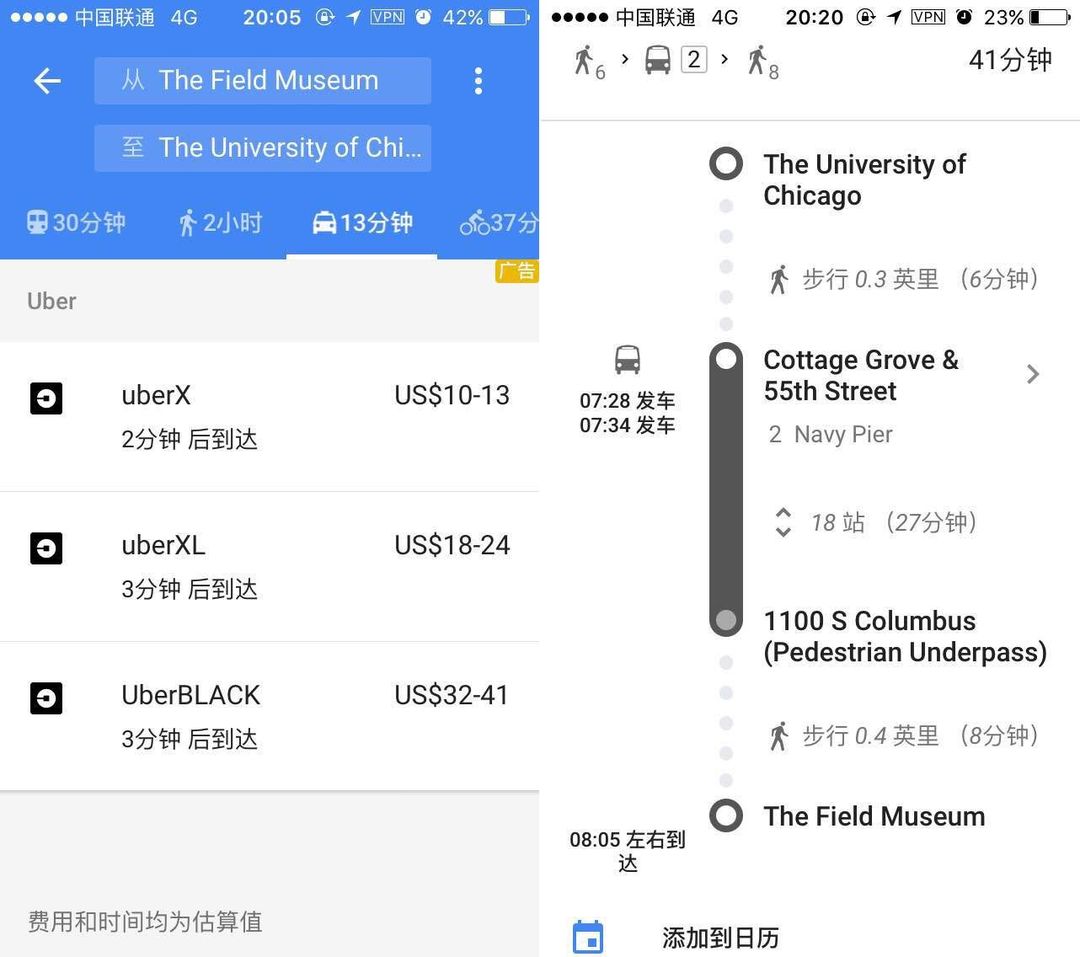 中国联通 4G 20:05 VPN 42%
从 The Field Museum
至 The University of Chi...
30分钟 2小时 13分钟 37分
广告
Uber
uberX US$10-13
2分钟 后到达
uberXL US$18-24
3分钟 后到达
UberBLACK US$32-41
3分钟 后到达
费用和时间均为估算值
中国联通 4G 20:20 VPN 23%
6 2 8 41分钟
The University of
Chicago
步行 0.3 英里 （6分钟）
Cottage Grove &
55th Street
07:28 发车
07:34 发车
2 Navy Pier
18 站 （27分钟）
1100 S Columbus
(Pedestrian Underpass)
步行 0.4 英里 （8分钟）
The Field Museum
08:05 左右到
达
添加到日历